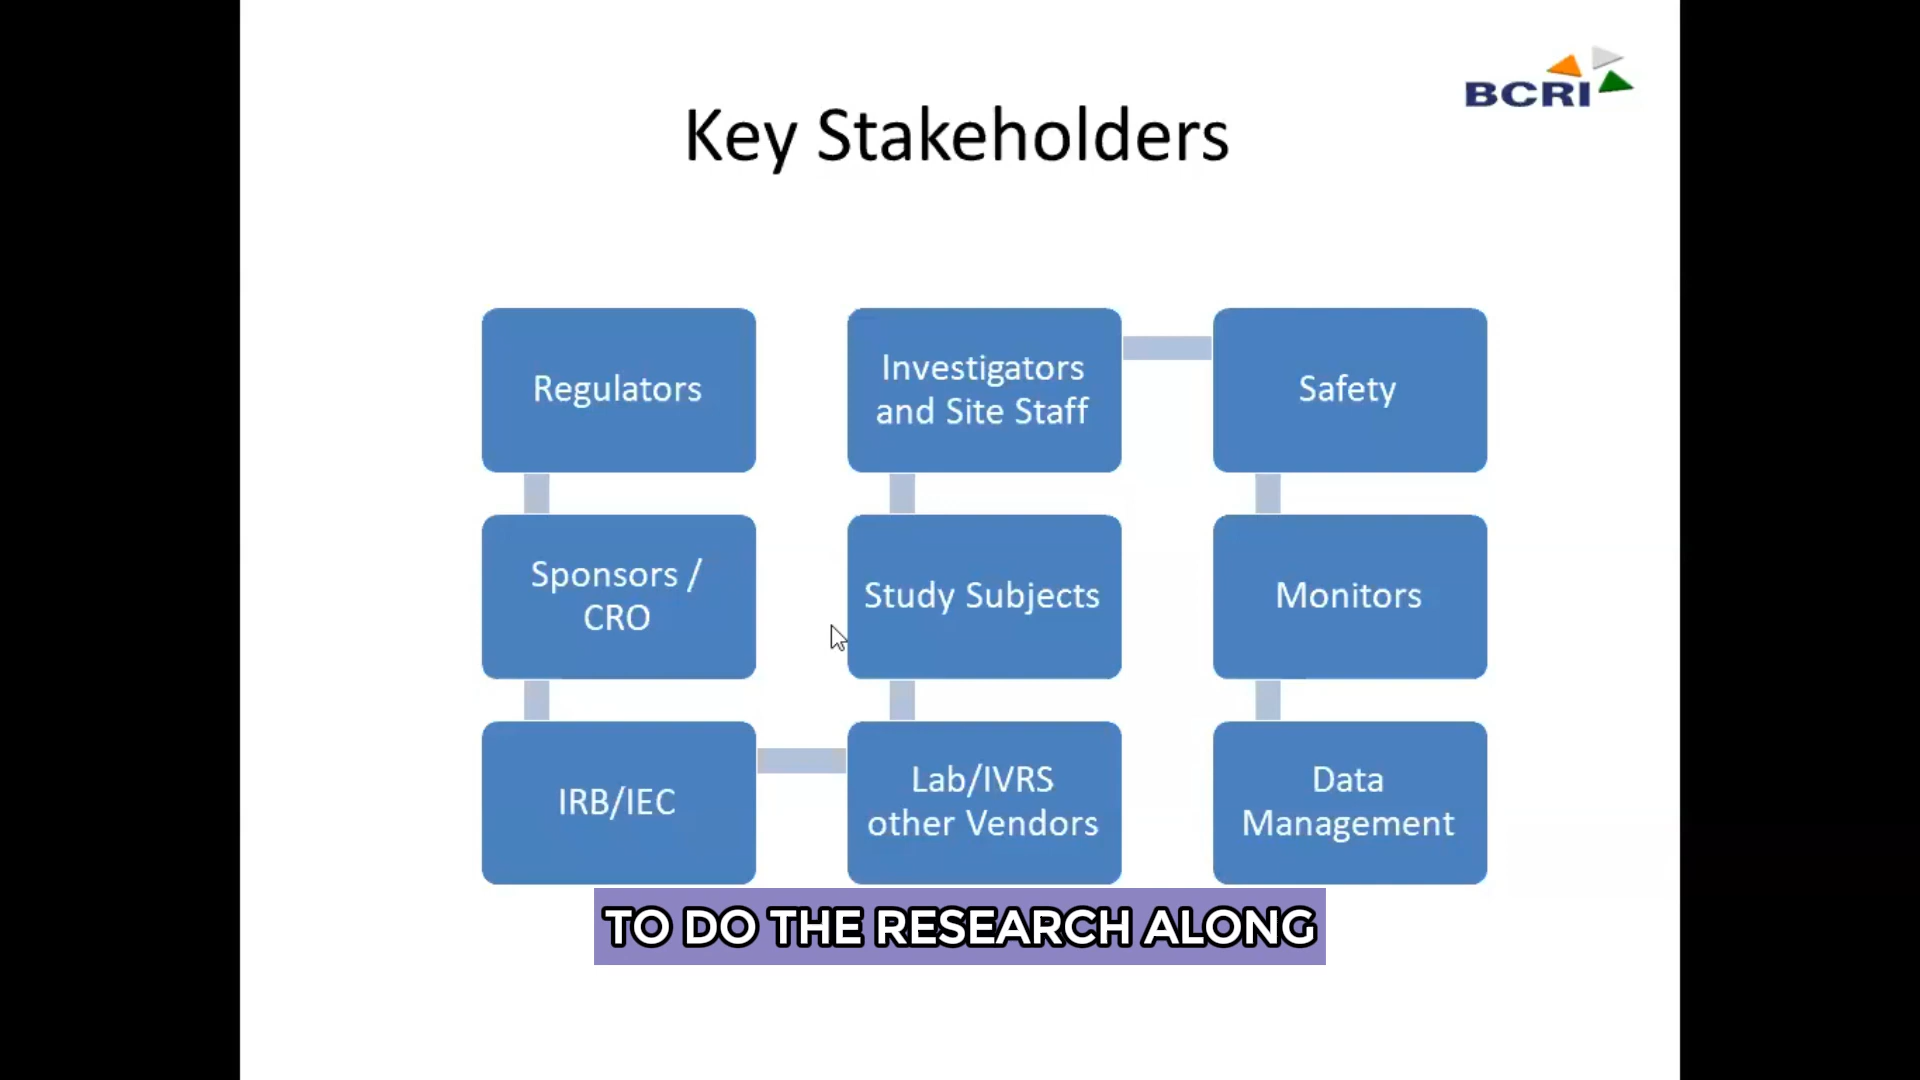 BCRI
Key Stakeholders
Regulators
Sponsors /
CRO
IRB/IEC
Lab/IVRS
other Vendors
Study Subjects
Investigators
and Site Staff
Safety
Monitors
Data
Management
TO DO THE RESEARCH ALONG